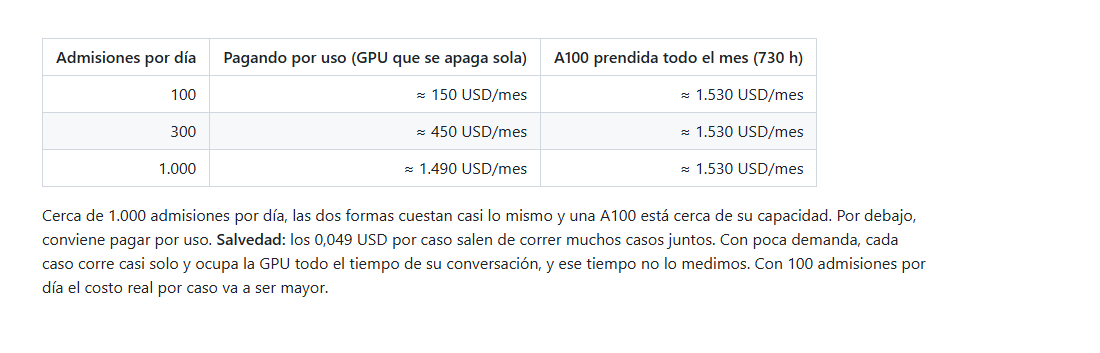 Admisiones por día Pagando por uso (GPU que se apaga sola) A100 prendida todo el mes (730 h)
100 ≈ 150 USD/mes ≈ 1.530 USD/mes
300 ≈ 450 USD/mes ≈ 1.530 USD/mes
1.000 ≈ 1.490 USD/mes ≈ 1.530 USD/mes
Cerca de 1.000 admisiones por día, las dos formas cuestan casi lo mismo y una A100 está cerca de su capacidad. Por debajo,
conviene pagar por uso. Salvedad: los 0,049 USD por caso salen de correr muchos casos juntos. Con poca demanda, cada
caso corre casi solo y ocupa la GPU todo el tiempo de su conversación, y ese tiempo no lo medimos. Con 100 admisiones por
día el costo real por caso va a ser mayor.